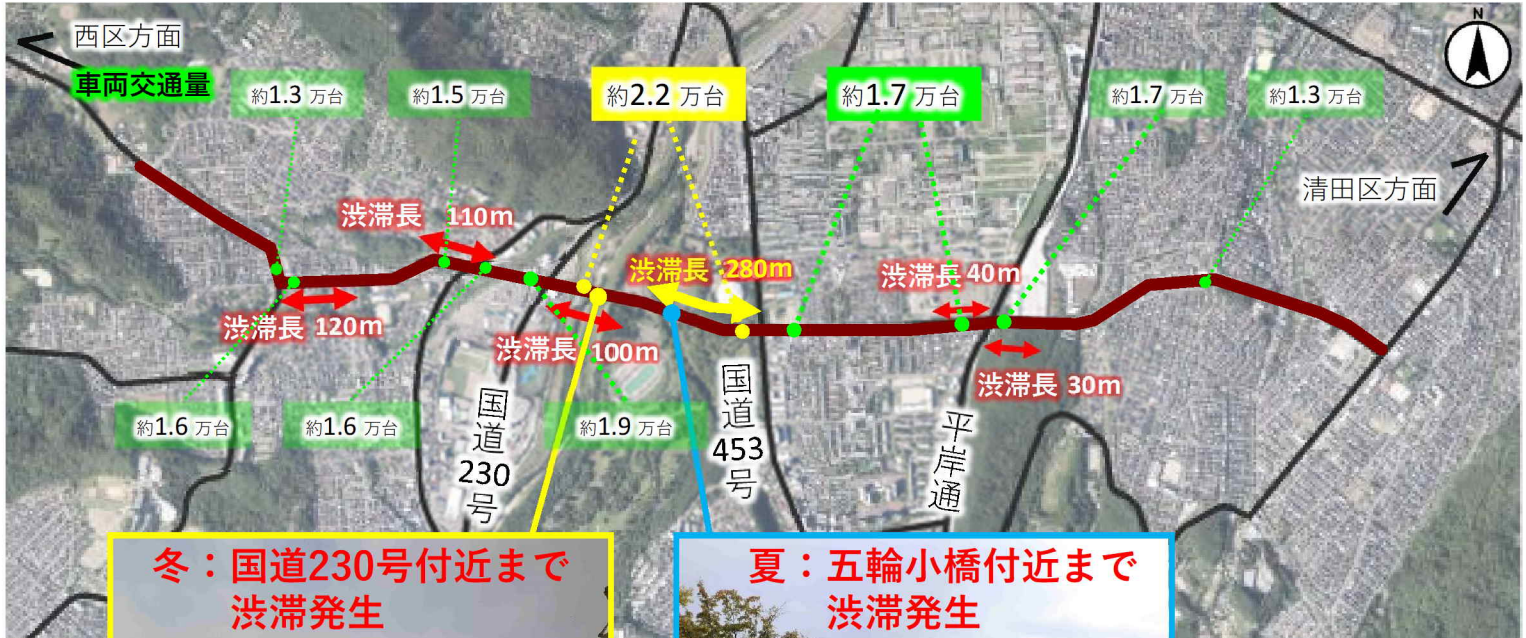 西区方面
N
車両交通量
約1.3 万台
約1.5 万台
約2.2 万台
約1.7 万台
約1.7 万台
約1.3 万台
清田区方面
渋滞長 110m
渋滞長 280m
渋滞長 40m
渋滞長 120m
渋滞長 100m
渋滞長 30m
約1.6 万台
約1.6 万台
約1.9 万台
国道230号
国道453号
平岸通
冬：国道230号付近まで
渋滞発生
夏：五輪小橋付近まで
渋滞発生